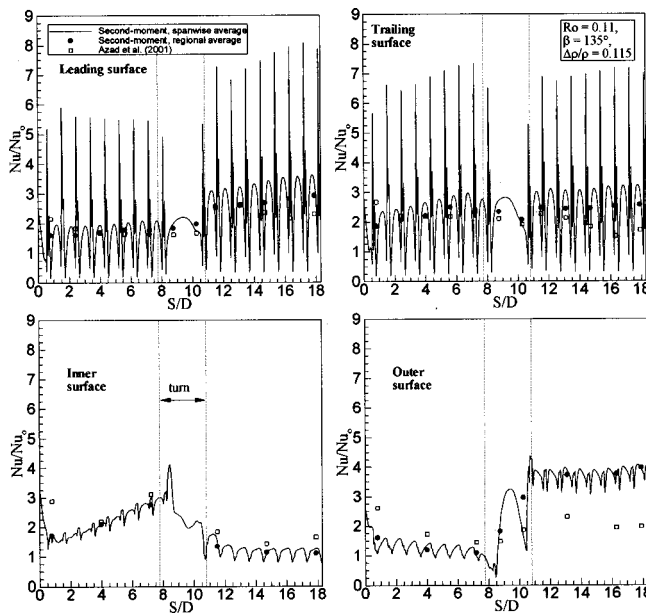 Second-moment, spanwise average
Second-moment, regional average
Azad et al. (2001)
Leading surface
Nu/Nuo
9
8
7
6
5
4
3
2
1
0
0 2 4 6 8 10 12 14 16 18
S/D
Trailing
surface
Ro = 0.11,
β = 135°,
Δρ/ρ = 0.115
Nu/Nuo
9
8
7
6
5
4
3
2
1
0
0 2 4 6 8 10 12 14 16 18
S/D
Inner
surface
turn
Nu/Nuo
9
8
7
6
5
4
3
2
1
0
0 2 4 6 8 10 12 14 16 18
S/D
Outer
surface
Nu/Nuo
9
8
7
6
5
4
3
2
1
0
0 2 4 6 8 10 12 14 16 18
S/D